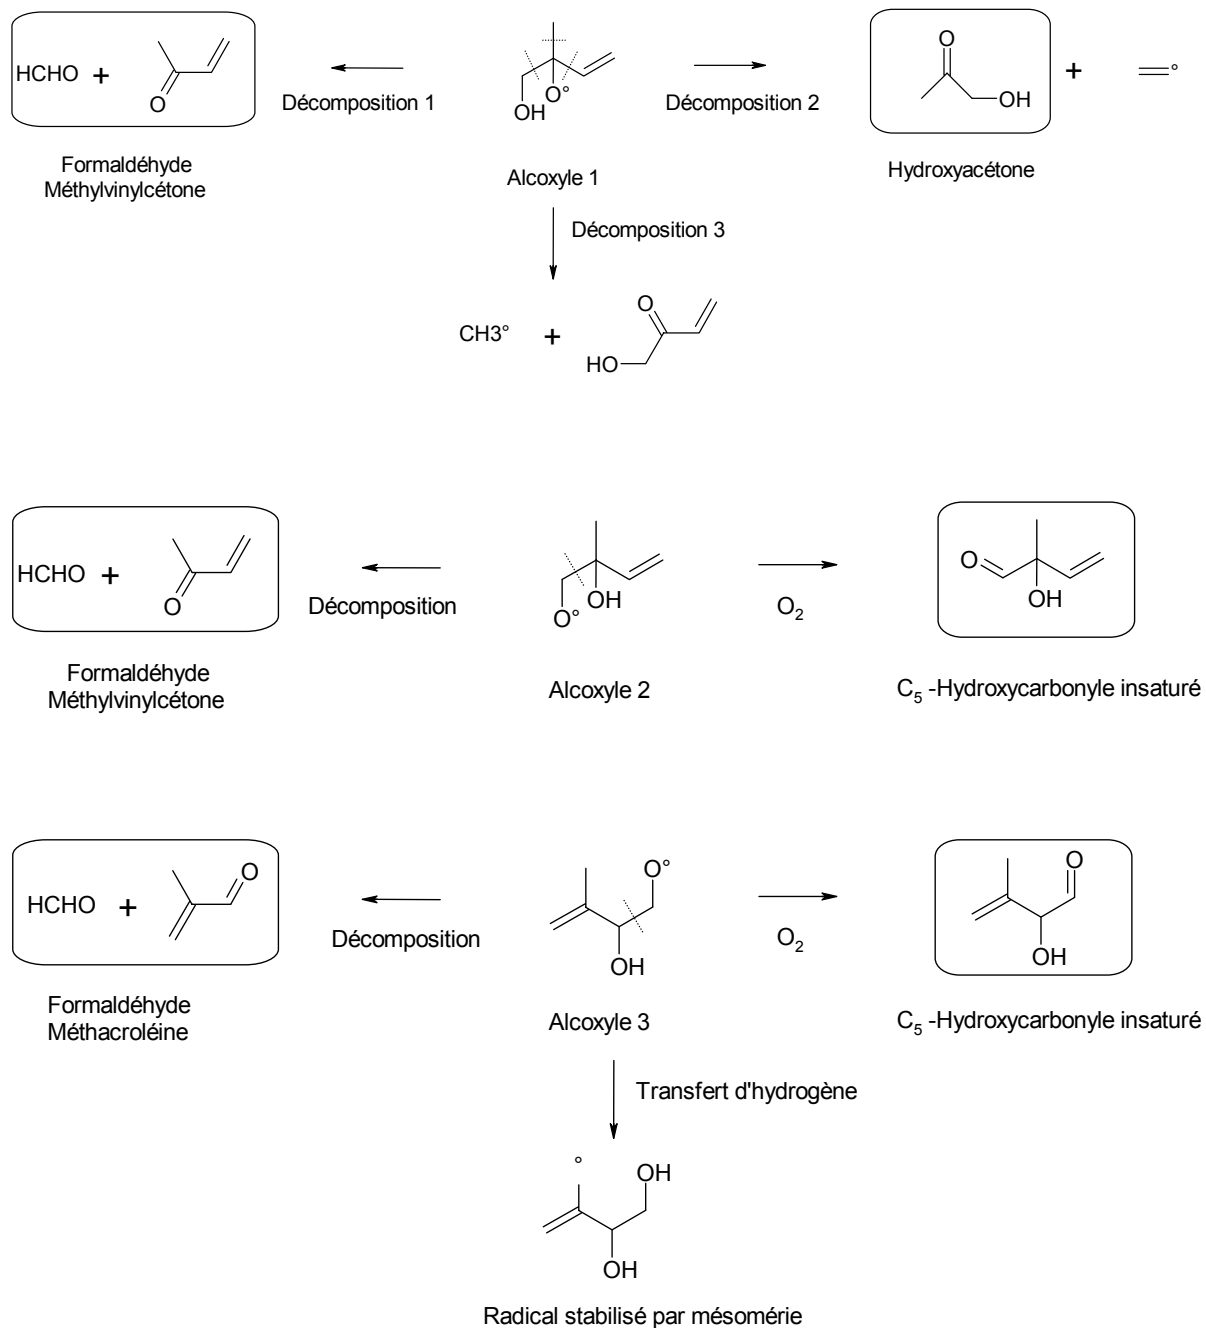 HCHO + O
Formaldéhyde
Méthylvinylcétone
Décomposition 1
OH O°
Alcoxyle 1
Décomposition 2
O OH + °
Hydroxyacétone
Décomposition 3
CH3° + O HO
HCHO + O
Formaldéhyde
Méthylvinylcétone
Décomposition
O° OH
Alcoxyle 2
O₂
O OH
C₅ -Hydroxycarbonyle insaturé
HCHO + O
Formaldéhyde
Méthacroléine
Décomposition
O° OH
Alcoxyle 3
O₂
O OH
C₅ -Hydroxycarbonyle insaturé
Transfert d'hydrogène
° OH OH
Radical stabilisé par mésomérie